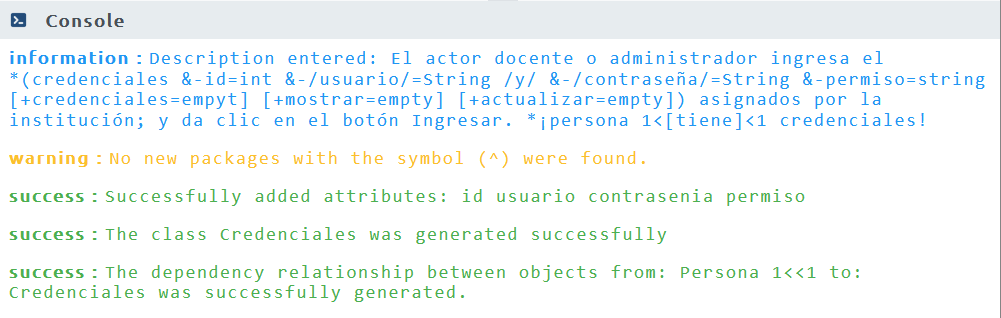 Console
information : Description entered: El actor docente o administrador ingresa el
*(credenciales &-id=int &-/usuario/=String /y/ &-/contraseña/=String &-permiso=string
[+credenciales=empyt] [+mostrar=empty] [+actualizar=empty]) asignados por la
institución; y da clic en el botón Ingresar. *¡persona 1<[tiene]<1 credenciales!
warning : No new packages with the symbol (^) were found.
success : Successfully added attributes: id usuario contrasenia permiso
success : The class Credenciales was generated successfully
success : The dependency relationship between objects from: Persona 1<<1 to:
Credenciales was successfully generated.